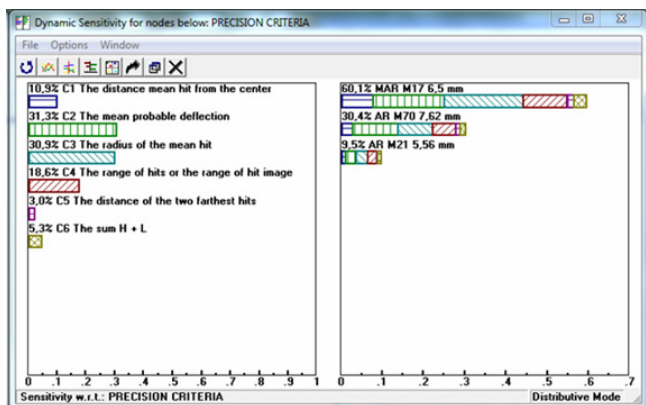 Dynamic Sensitivity for nodes below: PRECISION CRITERIA
File Options Window
10,9% C1 The distance mean hit from the center
31,3% C2 The mean probable deflection
30,9% C3 The radius of the mean hit
18,6% C4 The range of hits or the range of hit image
3,0% C5 The distance of the two farthest hits
5,3% C6 The sum H + L
0 .1 .2 .3 .4 .5 .6 .7 .8 .9 1
60,1% MAR M17 6,5 mm
30,4% AR M70 7,62 mm
9,5% AR M21 5,56 mm
0 .1 .2 .3 .4 .5 .6 .7
Sensitivity w.r.t.: PRECISION CRITERIA
Distributive Mode